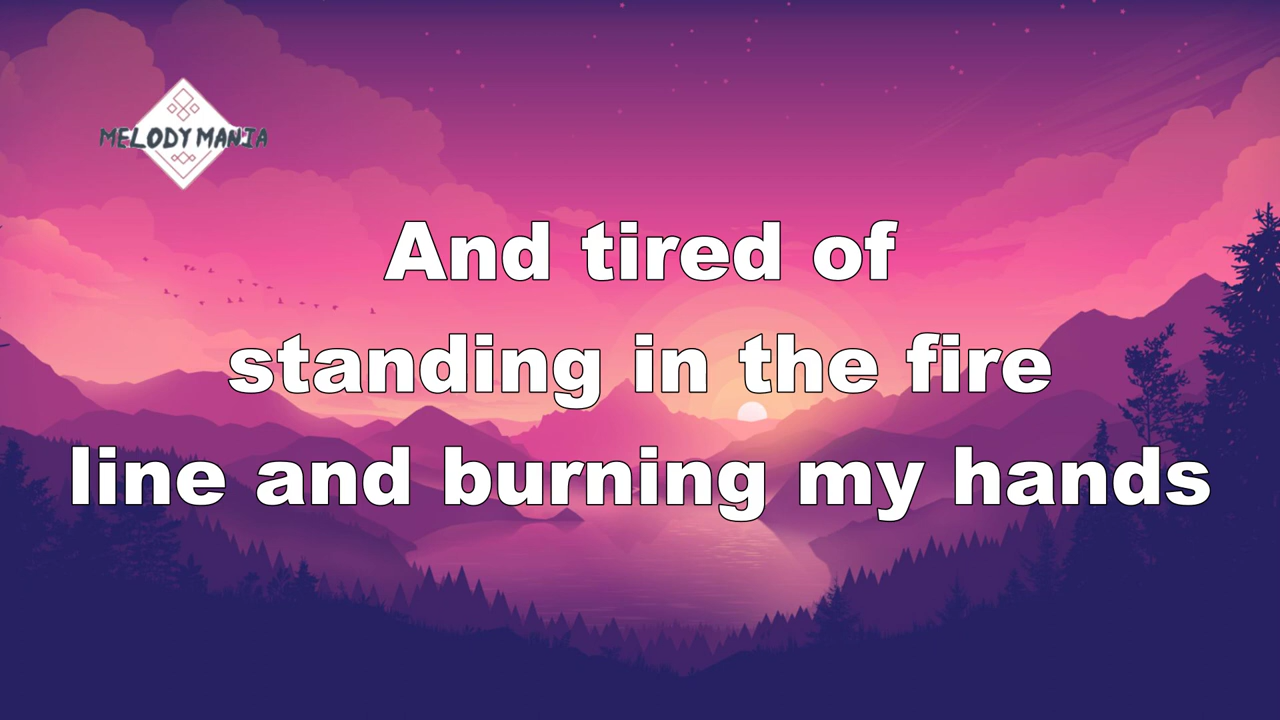 MELODY MANIA
And tired of
standing in the fire
line and burning my hands